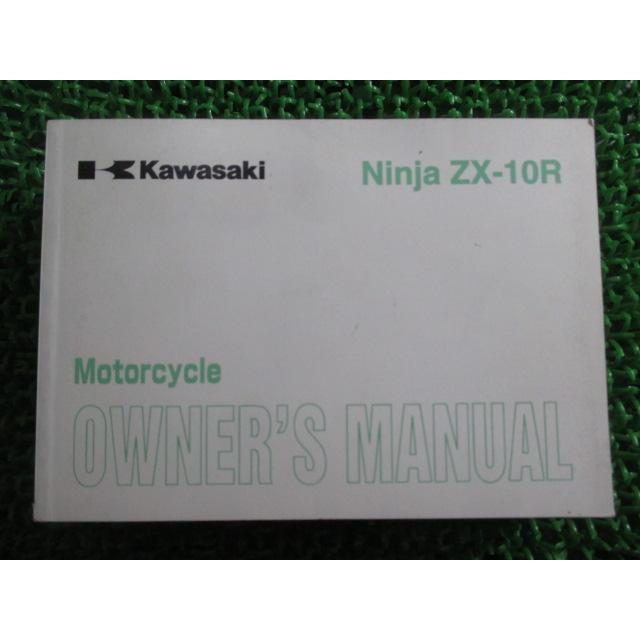 Kawasaki
Ninja ZX-10R
Motorcycle
OWNER'S MANUAL